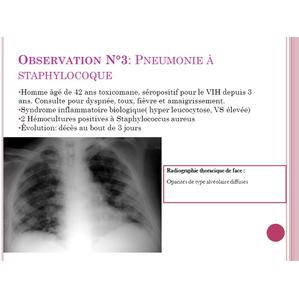 OBSERVATION N°3: PNEUMONIE À
STAPHYLOCOQUE
•Homme âgé de 42 ans toxicomane, séropositif pour le VIH depuis 3
ans. Consulte pour dyspnée, toux, fièvre et amaigrissement.
•Syndrome inflammatoire biologique( hyper leucocytose, VS élevée)
•2 Hémocultures positives à Staphylococcus aureus
•Évolution: décès au bout de 3 jours
Radiographie thoracique de face :
Opacités de type alvéolaire diffuses